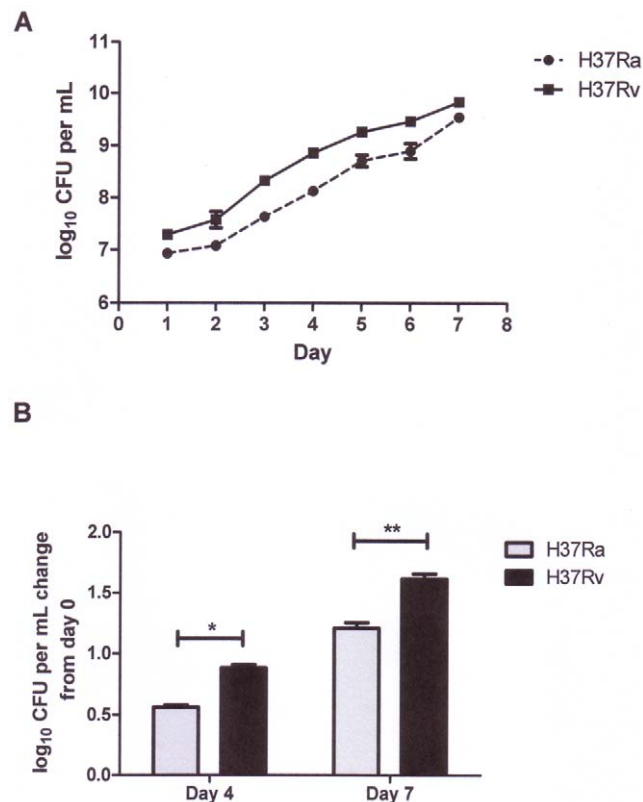 A
log₁₀ CFU per mL
11
10
9
8
7
6
0
1
2
3
4
5
6
7
8
Day
H37Ra
H37Rv
B
log₁₀ CFU per mL change
from day 0
2.0
1.5
1.0
0.5
0.0
*
**
Day 4
Day 7
H37Ra
H37Rv